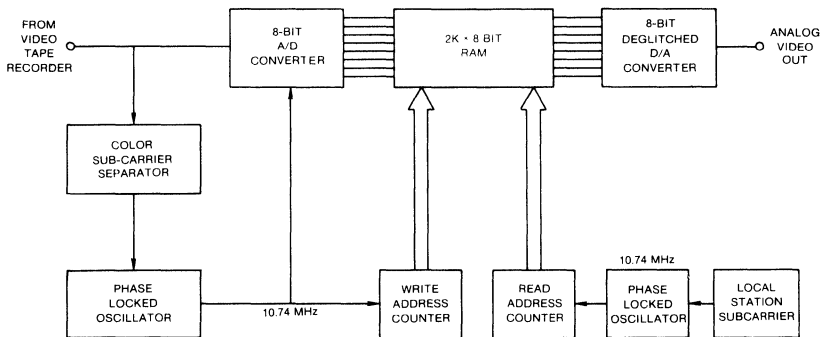 FROM
VIDEO
TAPE
RECORDER
8-BIT
A/D
CONVERTER
2K × 8 BIT
RAM
8-BIT
DEGLITCHED
D/A
CONVERTER
ANALOG
VIDEO
OUT
COLOR
SUB-CARRIER
SEPARATOR
PHASE
LOCKED
OSCILLATOR
10.74 MHz
WRITE
ADDRESS
COUNTER
READ
ADDRESS
COUNTER
10.74 MHz
PHASE
LOCKED
OSCILLATOR
LOCAL
STATION
SUBCARRIER